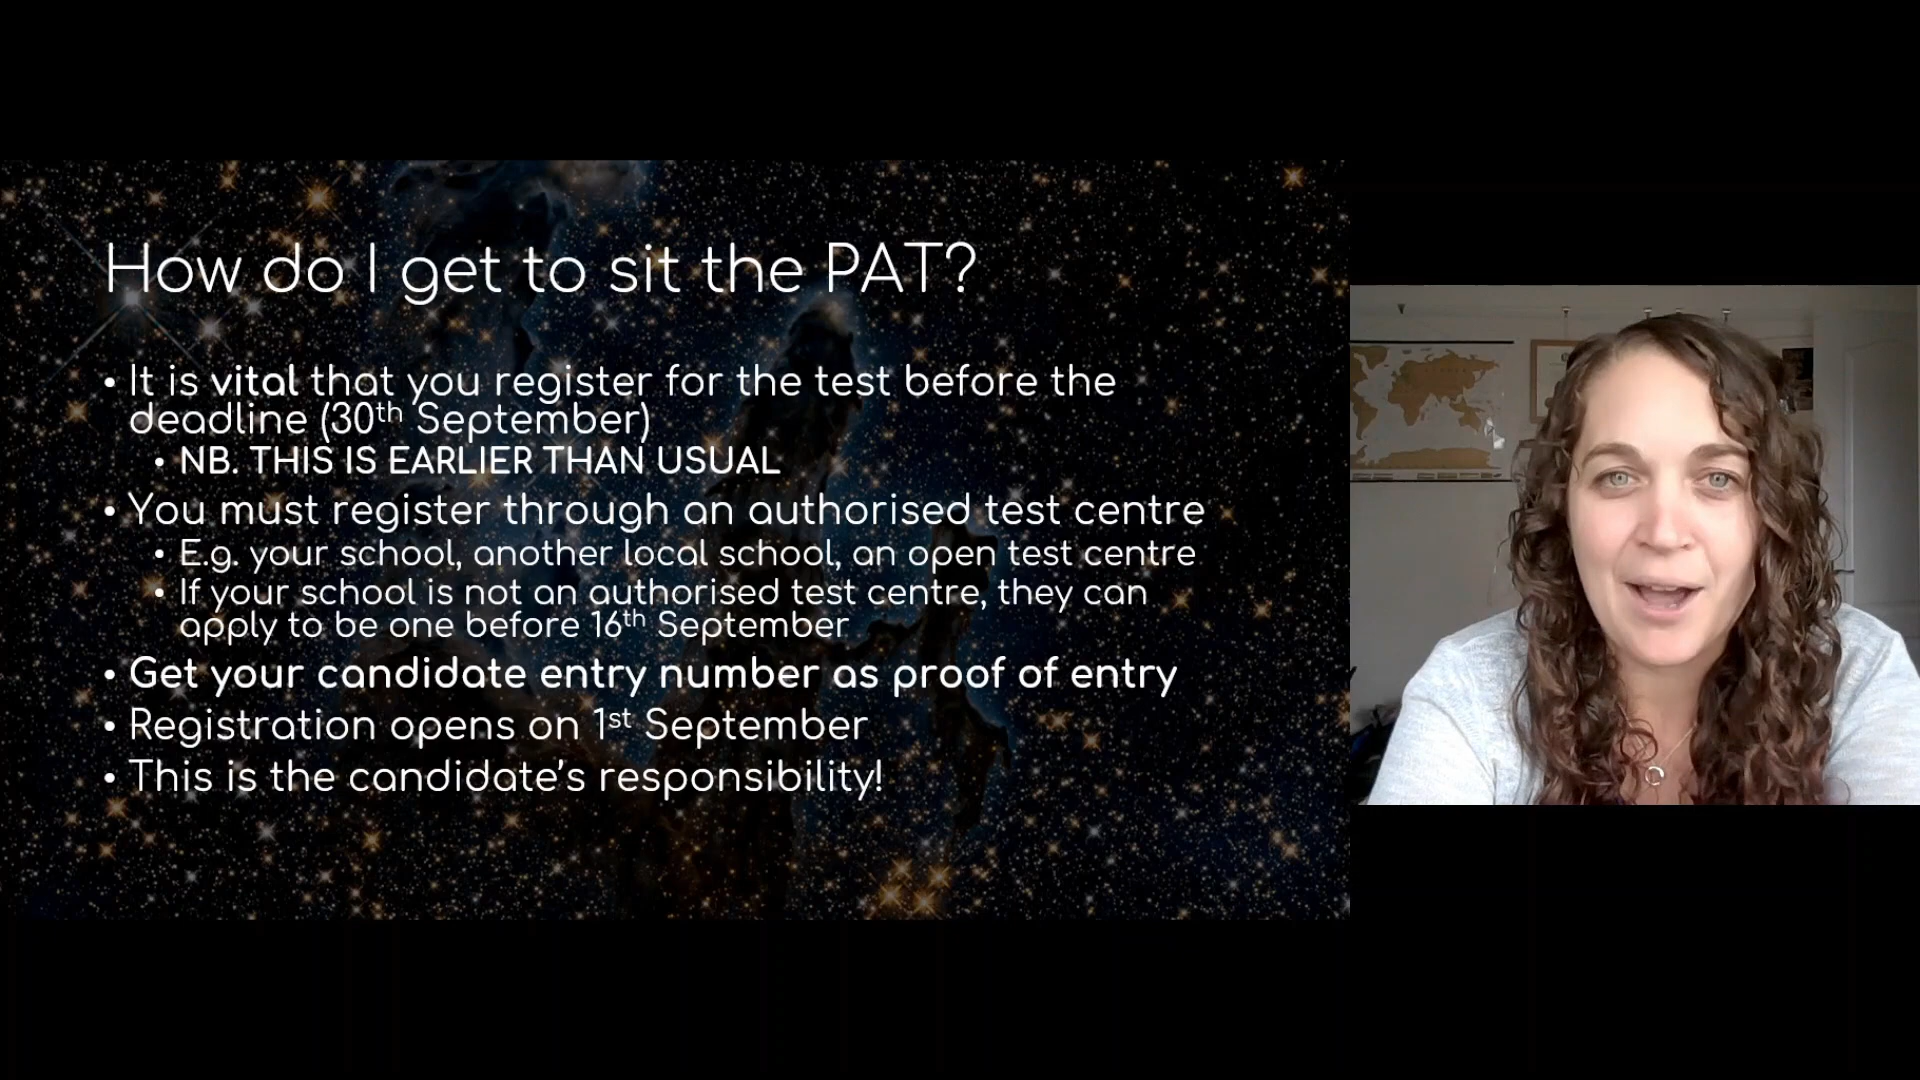 How do I get to sit the PAT?
• It is vital that you register for the test before the
deadline (30th September)
• NB. THIS IS EARLIER THAN USUAL
• You must register through an authorised test centre
• E.g. your school, another local school, an open test centre
• If your school is not an authorised test centre, they can
apply to be one before 16th September
• Get your candidate entry number as proof of entry
• Registration opens on 1st September
• This is the candidate's responsibility!